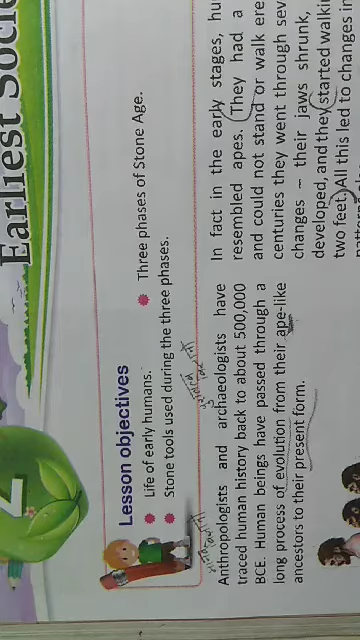 Earliest Socie
Lesson objectives
Life of early humans.
Three phases of Stone Age.
Stone tools used during the three phases.
Anthropologists and archaeologists have
traced human history back to about 500,000
BCE. Human beings have passed through a
long process of evolution from their ape-like
ancestors to their present form.
In fact in the early stages, hu
resembled apes. They had a
and could not stand or walk ere
centuries they went through sev
changes – their jaws shrunk,
developed, and they started walki
two feet. All this led to changes in